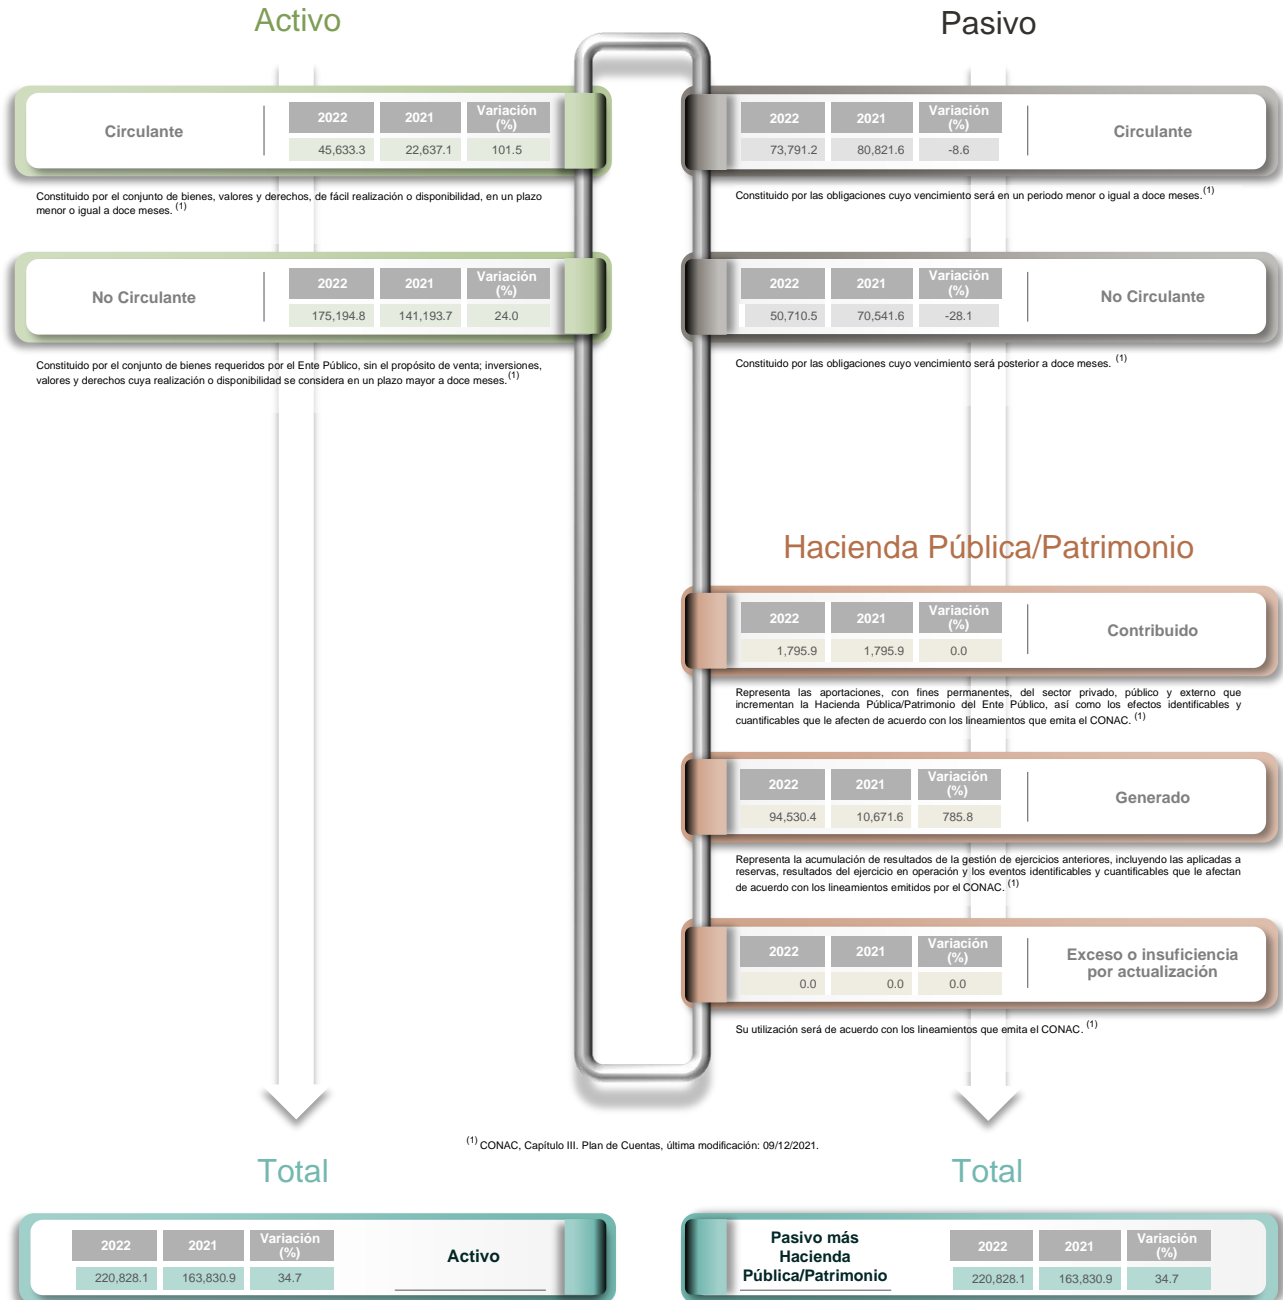 Activo
Circulante
2022 2021 Variación (%)
45,633.3 22,637.1 101.5
Constituido por el conjunto de bienes, valores y derechos, de fácil realización o disponibilidad, en un plazo
menor o igual a doce meses. (1)
No Circulante
2022 2021 Variación (%)
175,194.8 141,193.7 24.0
Constituido por el conjunto de bienes requeridos por el Ente Público, sin el propósito de venta; inversiones,
valores y derechos cuya realización o disponibilidad se considera en un plazo mayor a doce meses. (1)
Pasivo
2022 2021 Variación (%)
73,791.2 80,821.6 -8.6
Circulante
Constituido por las obligaciones cuyo vencimiento será en un periodo menor o igual a doce meses. (1)
2022 2021 Variación (%)
50,710.5 70,541.6 -28.1
No Circulante
Constituido por las obligaciones cuyo vencimiento será posterior a doce meses. (1)
Hacienda Pública/Patrimonio
2022 2021 Variación (%)
1,795.9 1,795.9 0.0
Contribuido
Representa las aportaciones, con fines permanentes, del sector privado, público y externo que
incrementan la Hacienda Pública/Patrimonio del Ente Público, así como los efectos identificables y
cuantificables que le afecten de acuerdo con los lineamientos que emita el CONAC. (1)
2022 2021 Variación (%)
94,530.4 10,671.6 785.8
Generado
Representa la acumulación de resultados de la gestión de ejercicios anteriores, incluyendo las aplicadas a
reservas, resultados del ejercicio en operación y los eventos identificables y cuantificables que le afectan
de acuerdo con los lineamientos emitidos por el CONAC. (1)
2022 2021 Variación (%)
0.0 0.0 0.0
Exceso o insuficiencia
por actualización
Su utilización será de acuerdo con los lineamientos que emita el CONAC. (1)
(1) CONAC, Capítulo III. Plan de Cuentas, última modificación: 09/12/2021.
Total
2022 2021 Variación (%)
220,828.1 163,830.9 34.7
Activo
Total
Pasivo más
Hacienda
Pública/Patrimonio
2022 2021 Variación (%)
220,828.1 163,830.9 34.7